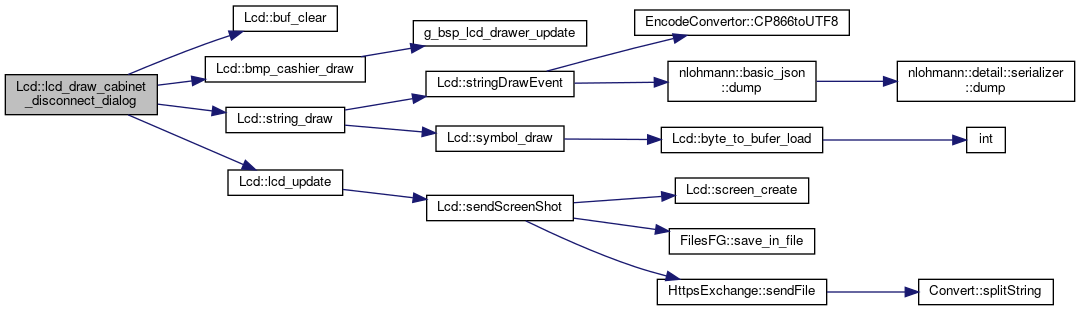 Lcd::lcd_draw_cabinet
_disconnect_dialog
Lcd::buf_clear
Lcd::bmp_cashier_draw
g_bsp_lcd_drawer_update
Lcd::string_draw
Lcd::stringDrawEvent
EncodeConvertor::CP866toUTF8
nlohmann::basic_json
::dump
nlohmann::detail::serializer
::dump
Lcd::symbol_draw
Lcd::byte_to_bufer_load
int
Lcd::lcd_update
Lcd::sendScreenShot
Lcd::screen_create
FilesFG::save_in_file
HttpsExchange::sendFile
Convert::splitString